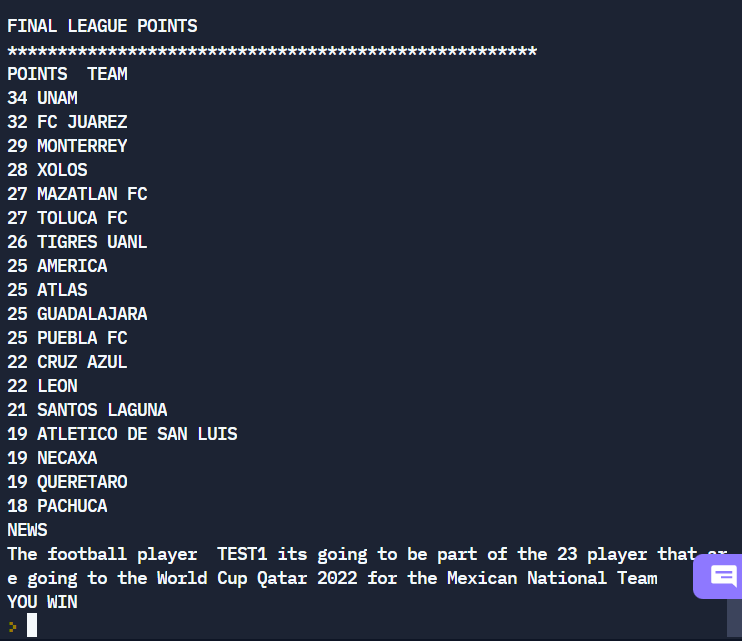 FINAL LEAGUE POINTS
*****************************************************
POINTS  TEAM
34 UNAM
32 FC JUAREZ
29 MONTERREY
28 XOLOS
27 MAZATLAN FC
27 TOLUCA FC
26 TIGRES UANL
25 AMERICA
25 ATLAS
25 GUADALAJARA
25 PUEBLA FC
22 CRUZ AZUL
22 LEON
21 SANTOS LAGUNA
19 ATLETICO DE SAN LUIS
19 NECAXA
19 QUERETARO
18 PACHUCA
NEWS
The football player  TEST1 its going to be part of the 23 player that ar
e going to the World Cup Qatar 2022 for the Mexican National Team
YOU WIN
>